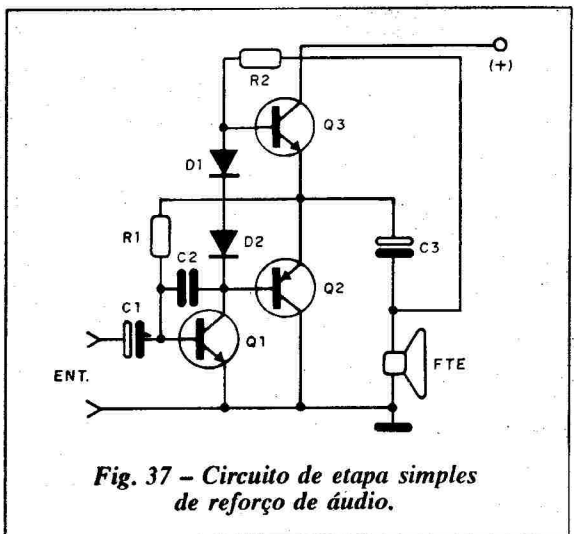 (+)
R2
Q3
D1
R1
C2
D2
C3
C1
Q2
Q1
FTE
ENT.
Fig. 37 – Circuito de etapa simples
de reforço de áudio.